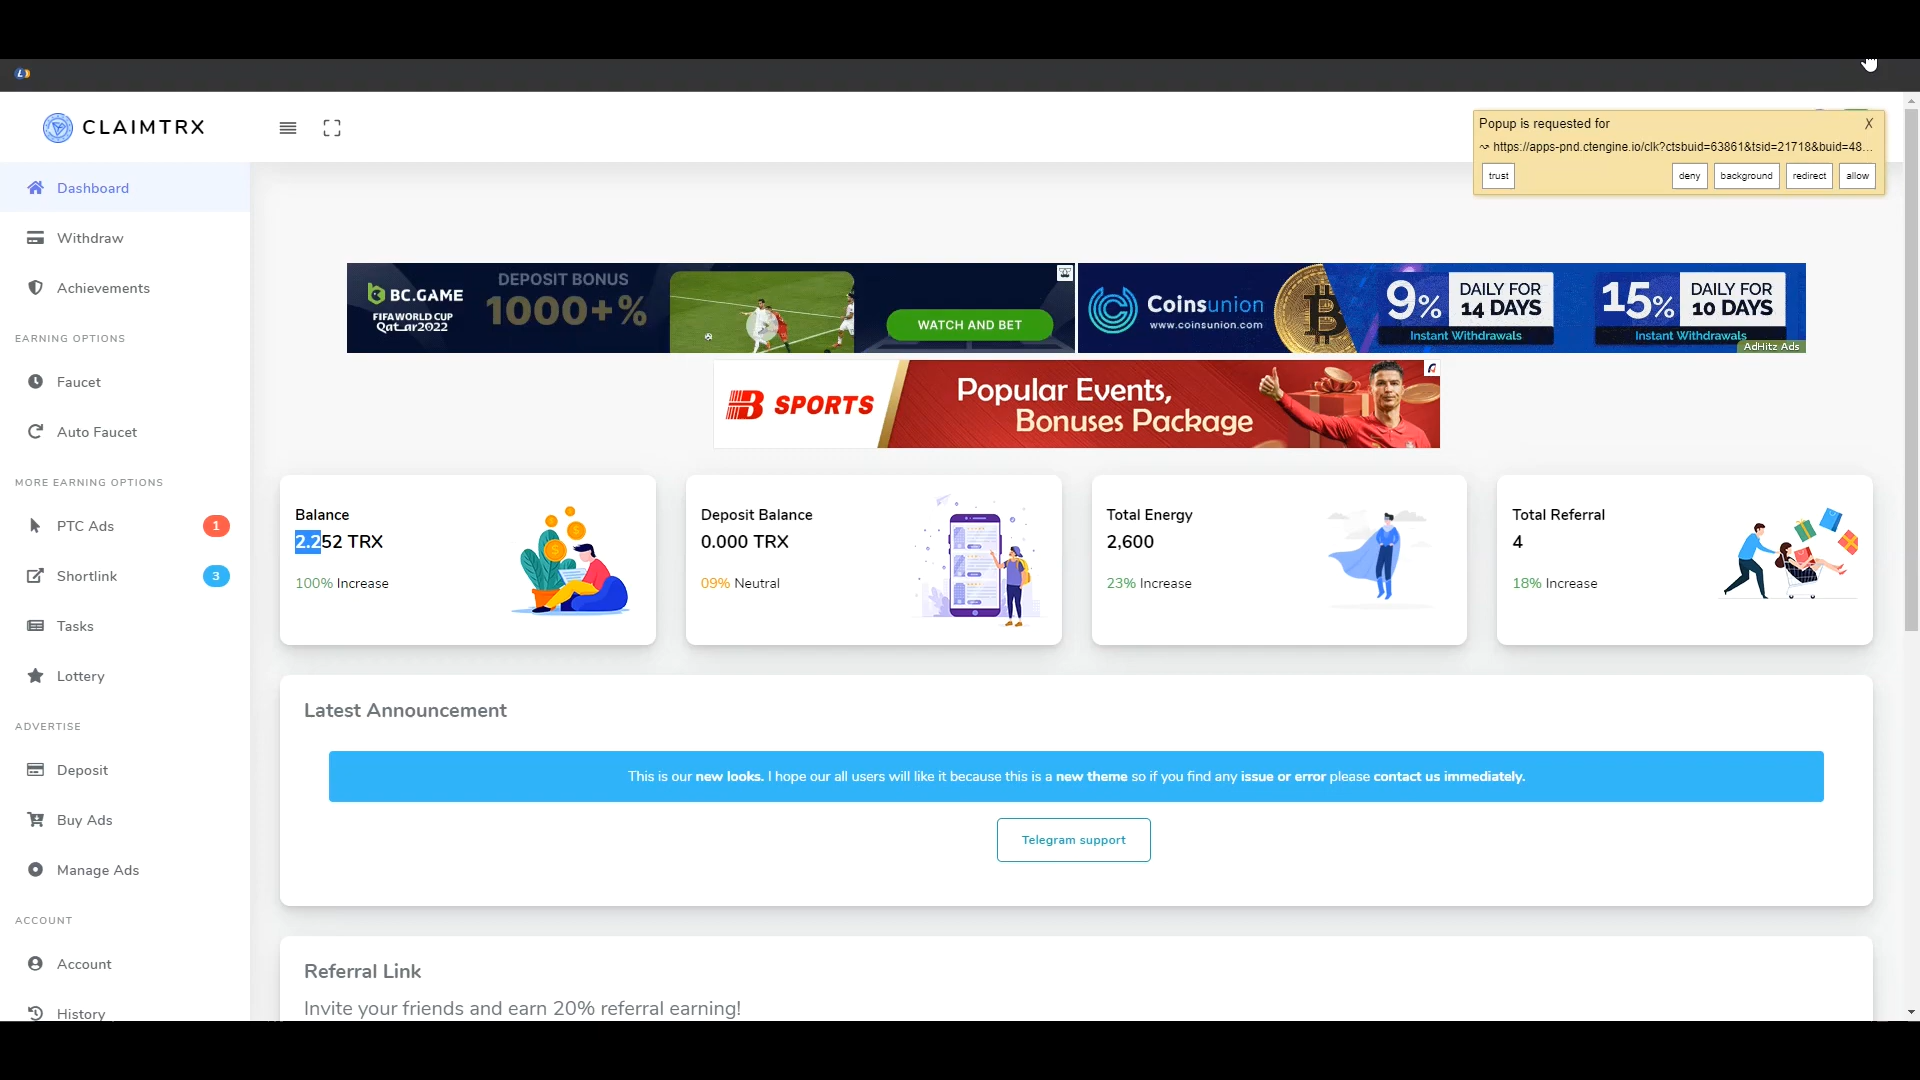 CLAIMTRX
Popup is requested for
X
https://apps-pnd.ctengine.io/clk?ctsbuid=63861&tsid=21718&buid=48...
trust
deny
background
redirect
allow
Dashboard
Withdraw
Achievements
EARNING OPTIONS
Faucet
Auto Faucet
MORE EARNING OPTIONS
PTC Ads
1
Shortlink
3
Tasks
Lottery
ADVERTISE
Deposit
Buy Ads
Manage Ads
ACCOUNT
Account
History
BC.GAME
FIFA WORLD CUP
Qatar2022
DEPOSIT BONUS
1000+%
WATCH AND BET
Coinsunion
www.coinsunion.com
9% DAILY FOR
14 DAYS
Instant Withdrawals
15% DAILY FOR
10 DAYS
Instant Withdrawals
AdHitz Ads
B SPORTS
Popular Events,
Bonuses Package
Balance
2.252 TRX
100% Increase
Deposit Balance
0.000 TRX
09% Neutral
Total Energy
2,600
23% Increase
Total Referral
4
18% Increase
Latest Announcement
This is our new looks. I hope our all users will like it because this is a new theme so if you find any issue or error please contact us immediately.
Telegram support
Referral Link
Invite your friends and earn 20% referral earning!